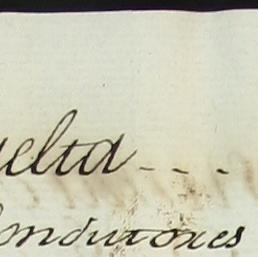 uelta - - . .
onductores